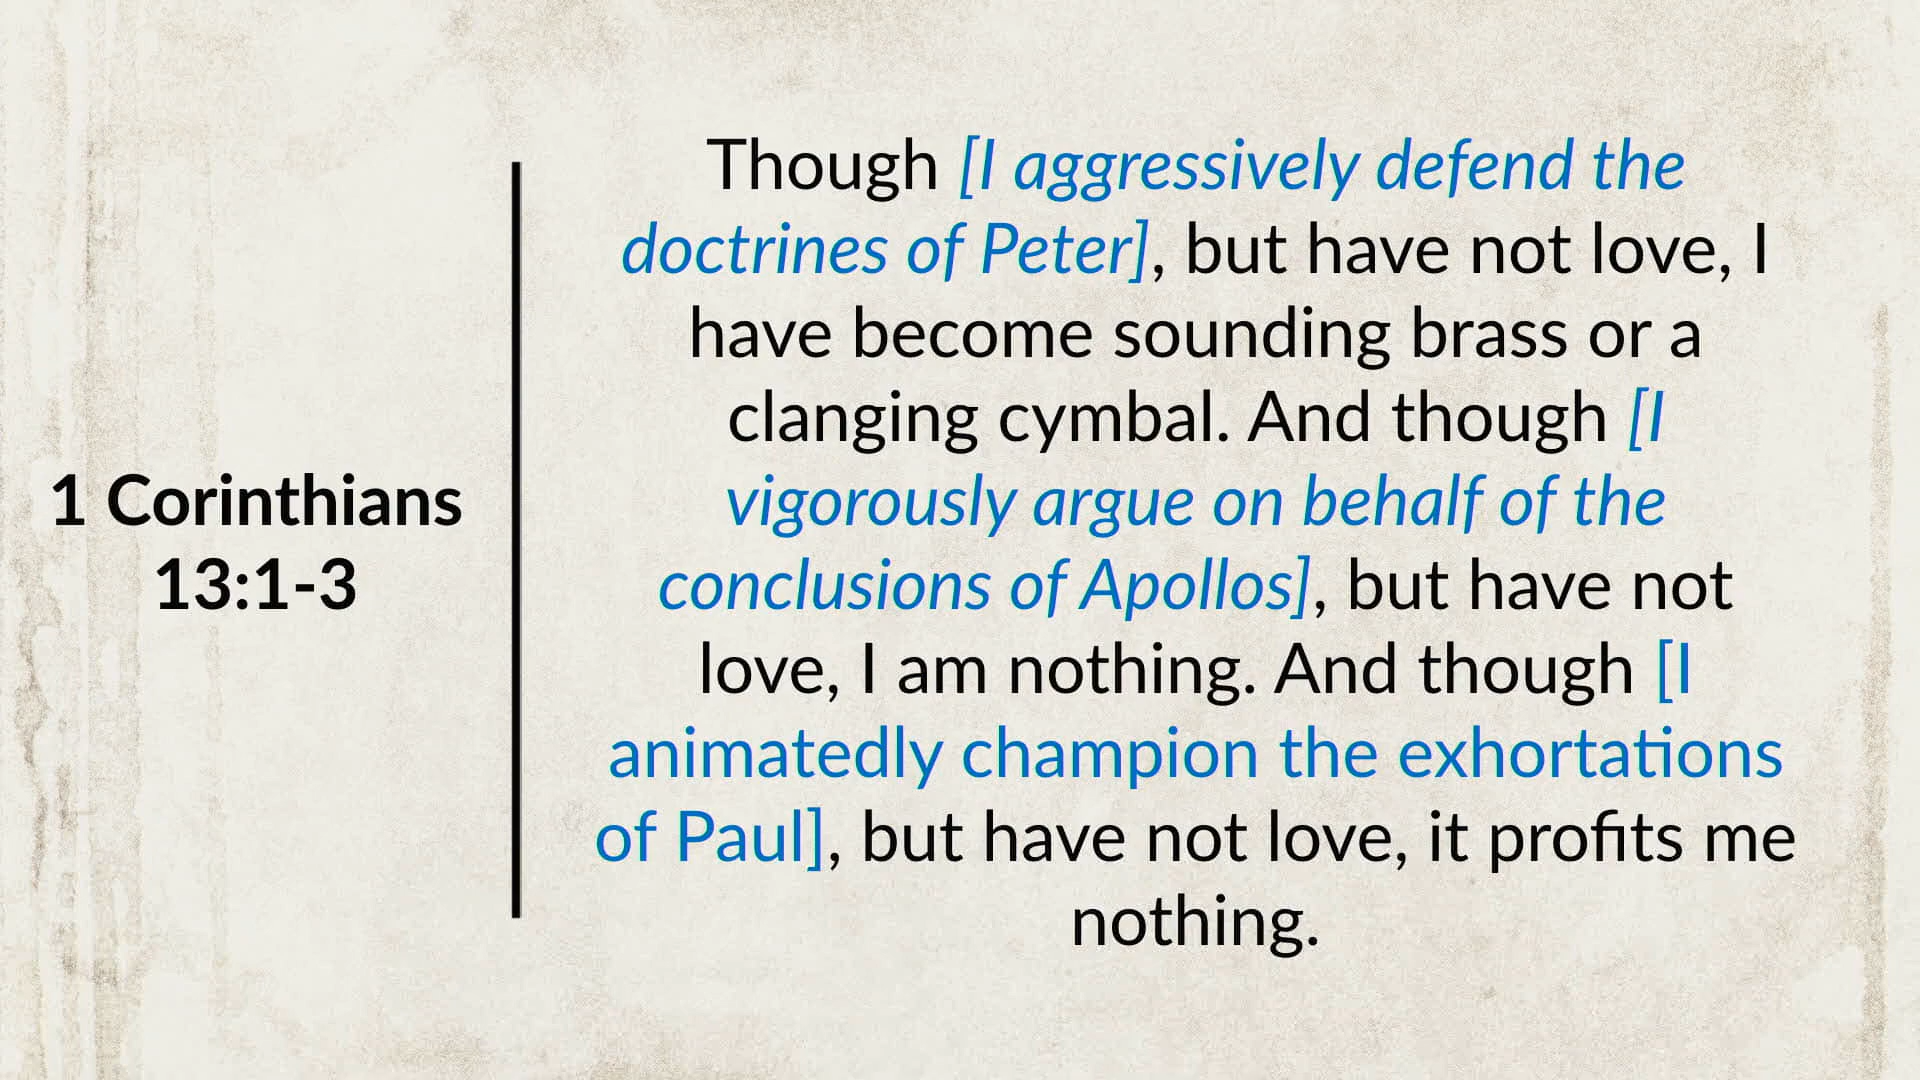 1 Corinthians
13:1-3
Though [I aggressively defend the
doctrines of Peter], but have not love, I
have become sounding brass or a
clanging cymbal. And though [I
vigorously argue on behalf of the
conclusions of Apollos], but have not
love, I am nothing. And though [I
animatedly champion the exhortations
of Paul], but have not love, it profits me
nothing.